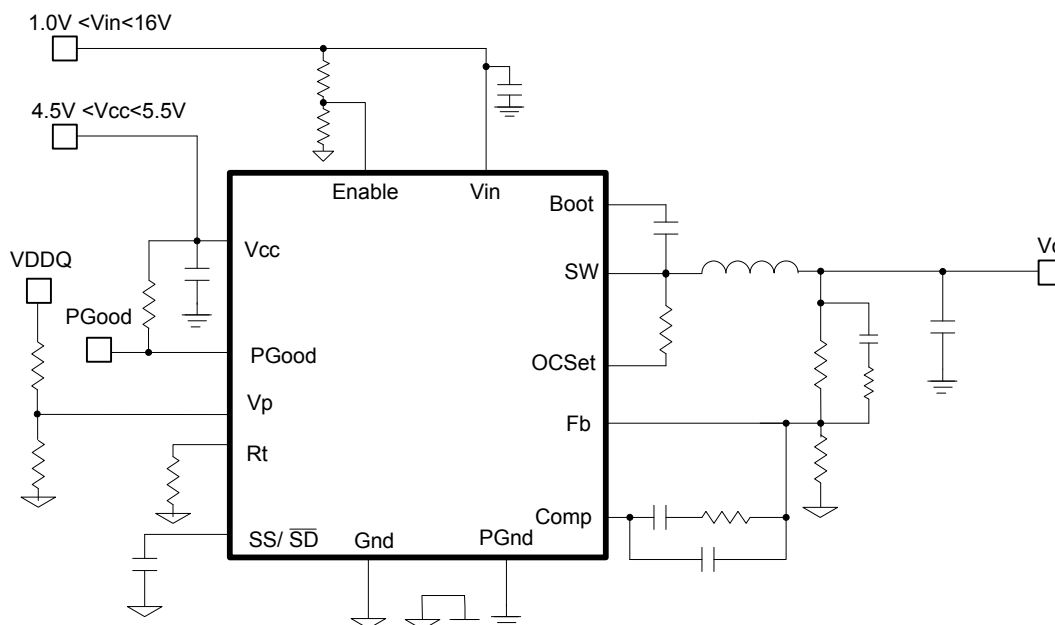 1.0V <Vin<16V
4.5V <Vcc<5.5V
Enable
Vin
Boot
Vcc
SW
VDDQ
PGood
PGood
OCSet
Vp
Fb
Rt
Comp
SS/ SD
Gnd
PGnd